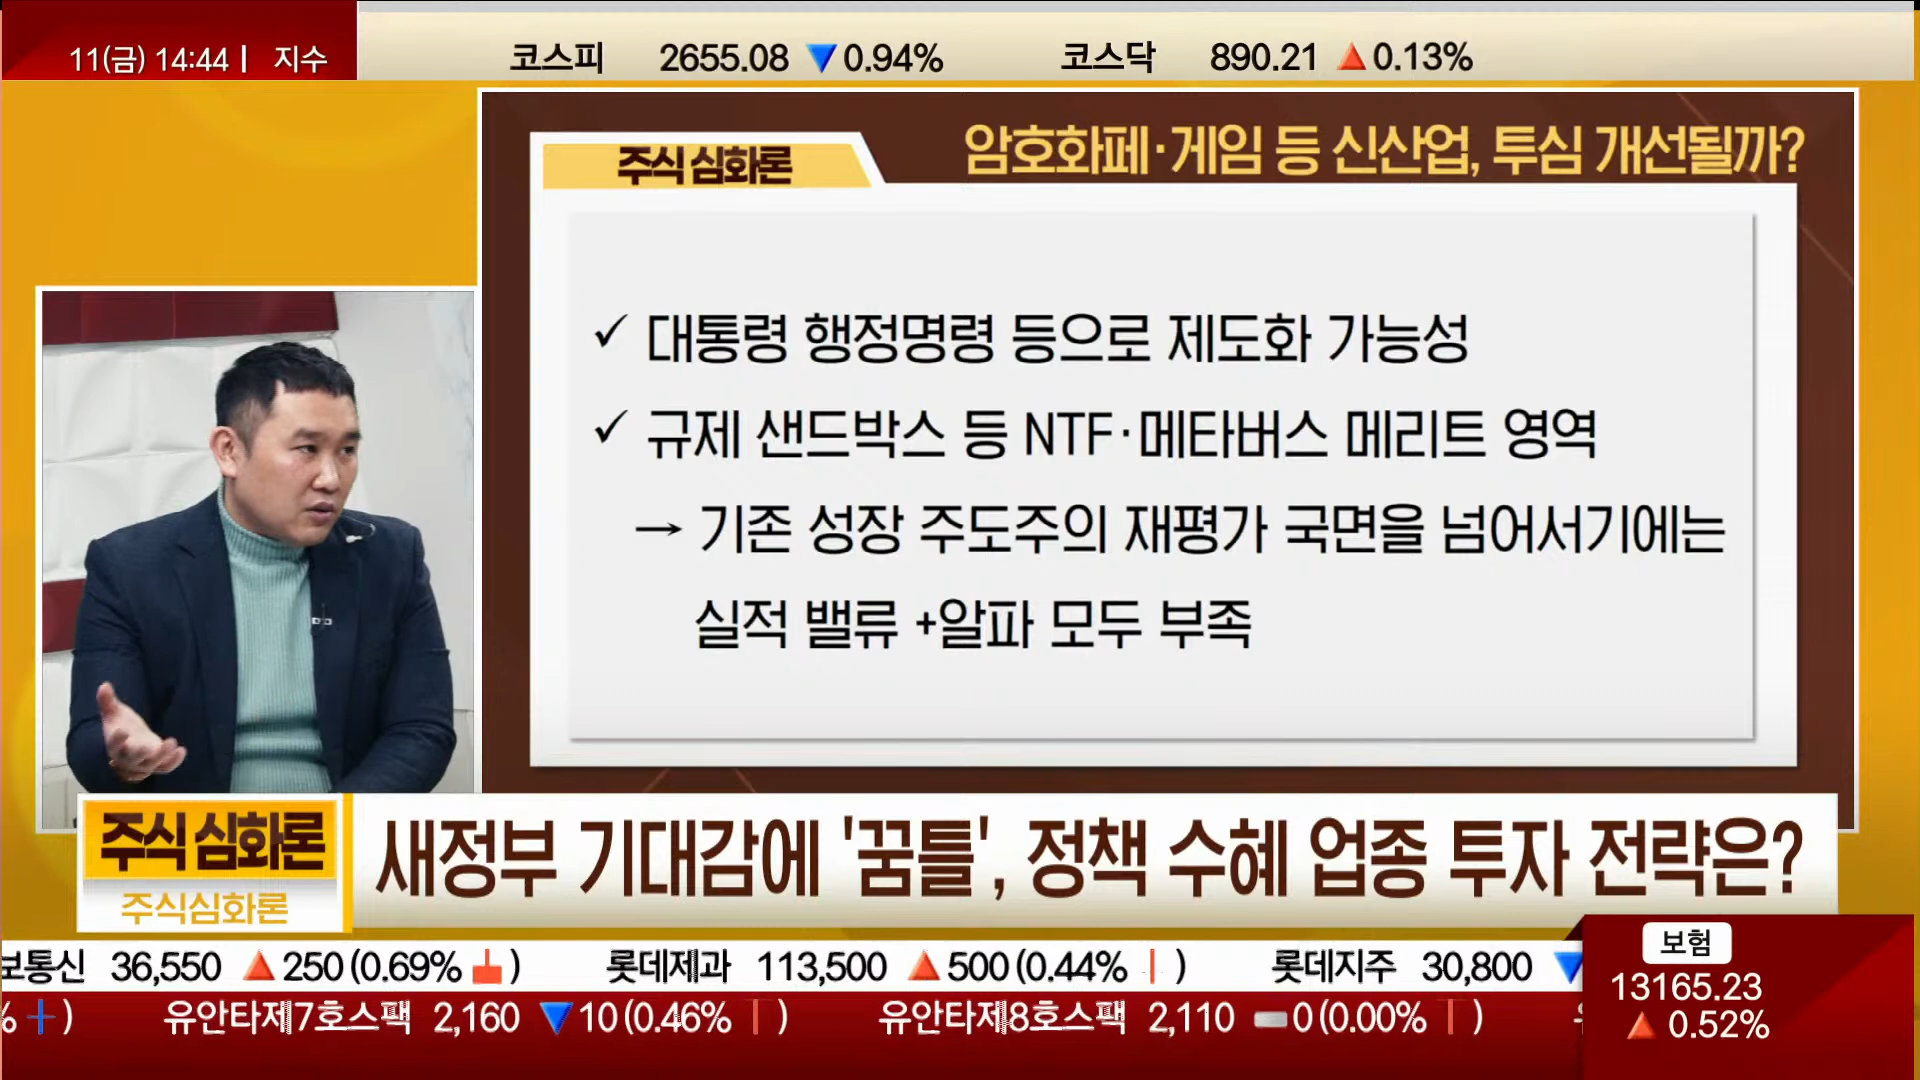 11(금) 14:44 | 지수 코스피 2655.08 ▼0.94% 코스닥 890.21 ▲0.13%
주식 심화론
암호화폐·게임 등 신산업, 투심 개선될까?
✓ 대통령 행정명령 등으로 제도화 가능성
✓ 규제 샌드박스 등 NTF·메타버스 메리트 영역
→ 기존 성장 주도주의 재평가 국면을 넘어서기에는
실적 밸류 +알파 모두 부족
주식 심화론
주식심화론
새정부 기대감에 '꿈틀', 정책 수혜 업종 투자 전략은?
보통신 36,550 ▲250(0.69%) 롯데제과 113,500 ▲500(0.44%) 롯데지주 30,800 ▼
%) 유안타제7호스팩 2,160 ▼10(0.46%) 유안타제8호스팩 2,110 0(0.00%)
보험
13165.23
▲ 0.52%